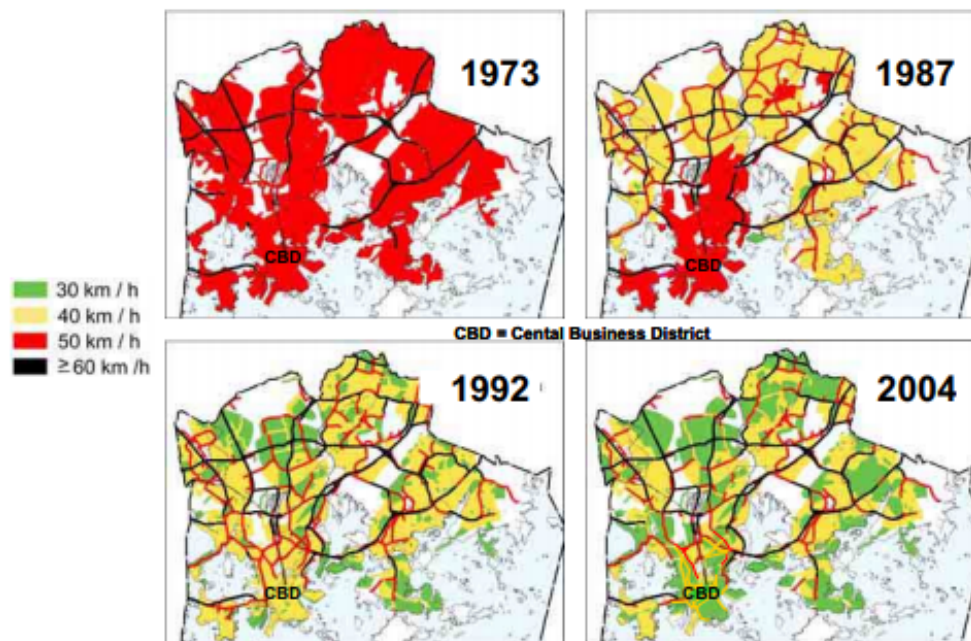 1973
1987
CBD
CBD
30 km / h
40 km / h
50 km / h
≥60 km /h
CBD = Cental Business District
1992
2004
CBD
CBD